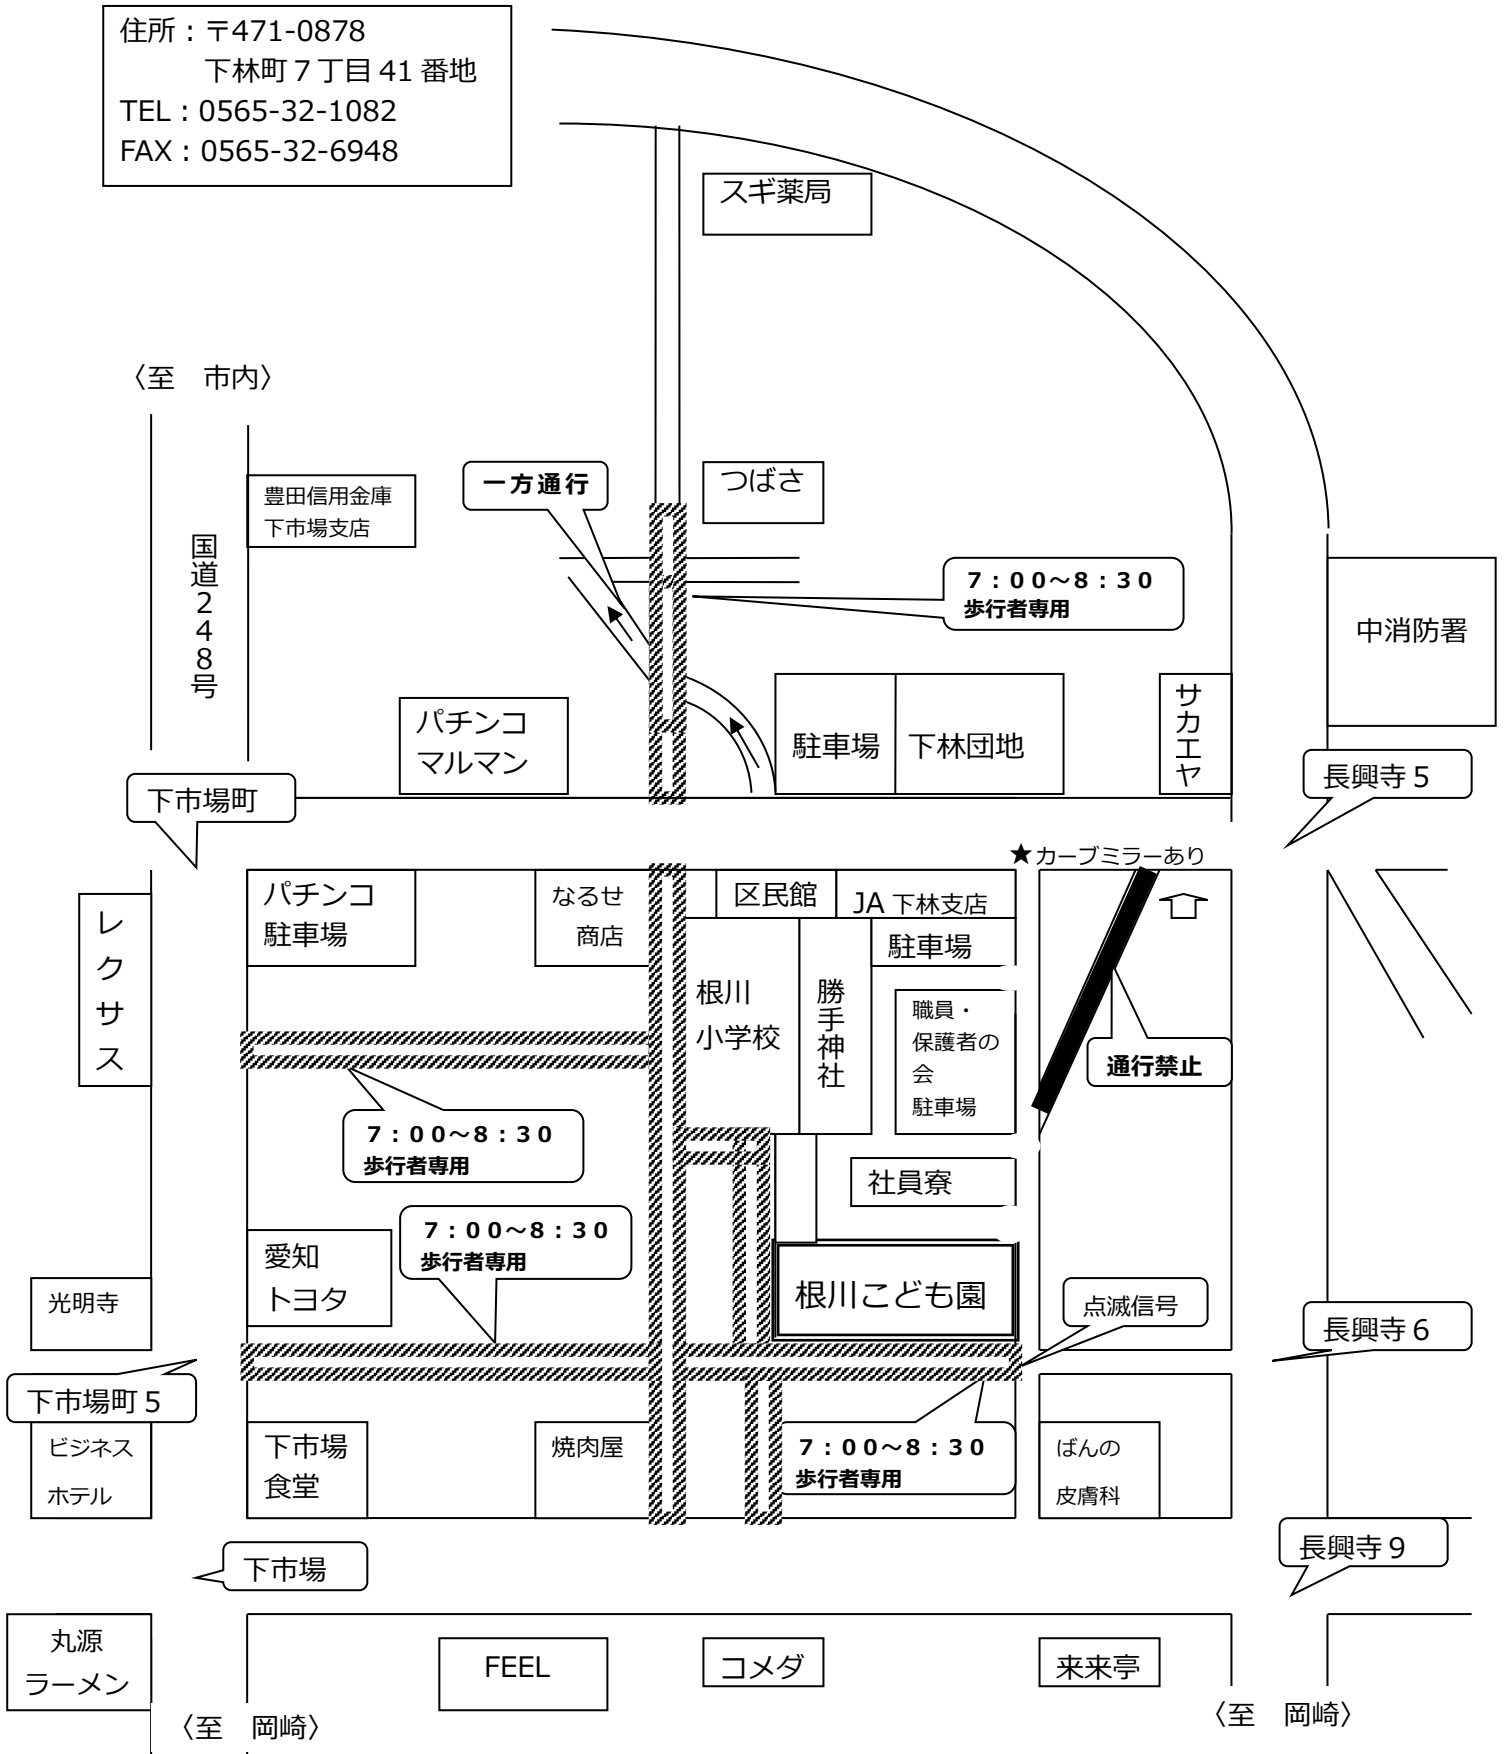 住所：〒471-0878
下林町７丁目 41 番地
TEL：0565-32-1082
FAX：0565-32-6948
スギ薬局
〈至　市内〉
豊田信用金庫
下市場支店
一方通行
つばさ
国道２４８号
７：００～８：３０
歩行者専用
中消防署
パチンコ
マルマン
駐車場
下林団地
サカエヤ
下市場町
長興寺５
★カーブミラーあり
レクサス
パチンコ
駐車場
なるせ
商店
区民館
JA 下林支店
駐車場
根川
小学校
勝手神社
職員・
保護者の
会
駐車場
通行禁止
７：００～８：３０
歩行者専用
社員寮
７：００～８：３０
歩行者専用
愛知
トヨタ
根川こども園
光明寺
点滅信号
長興寺６
下市場町５
ビジネス
ホテル
下市場
食堂
焼肉屋
７：００～８：３０
歩行者専用
ばんの
皮膚科
下市場
長興寺９
丸源
ラーメン
FEEL
コメダ
来来亭
〈至　岡崎〉
〈至　岡崎〉